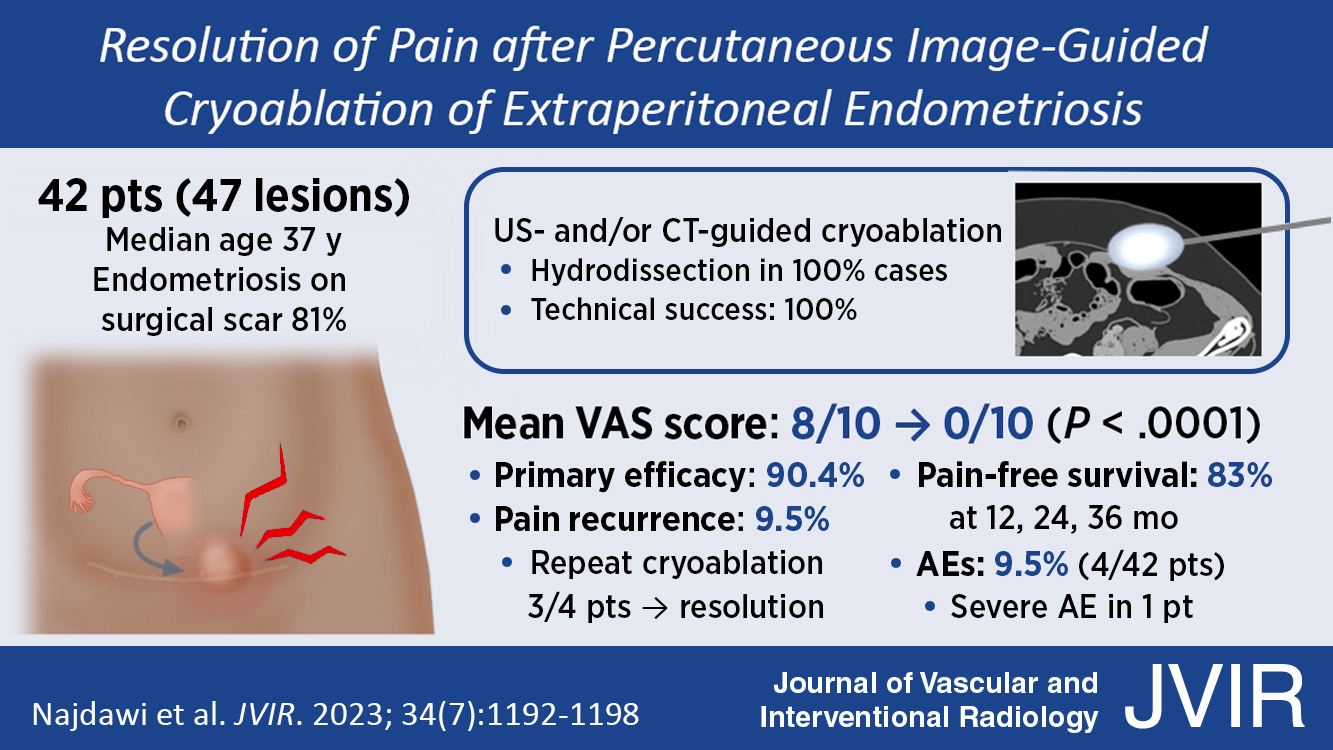 Resolution of Pain after Percutaneous Image-Guided
Cryoablation of Extraperitoneal Endometriosis
42 pts (47 lesions)
Median age 37 y
Endometriosis on
surgical scar 81%
US- and/or CT-guided cryoablation
• Hydrodissection in 100% cases
• Technical success: 100%
Mean VAS score: 8/10 → 0/10 (P < .0001)
• Primary efficacy: 90.4%
• Pain recurrence: 9.5%
• Repeat cryoablation
3/4 pts → resolution
• Pain-free survival: 83%
at 12, 24, 36 mo
• AEs: 9.5% (4/42 pts)
• Severe AE in 1 pt
Najdawi et al. JVIR. 2023; 34(7):1192-1198
Journal of Vascular and
Interventional Radiology
JVIR